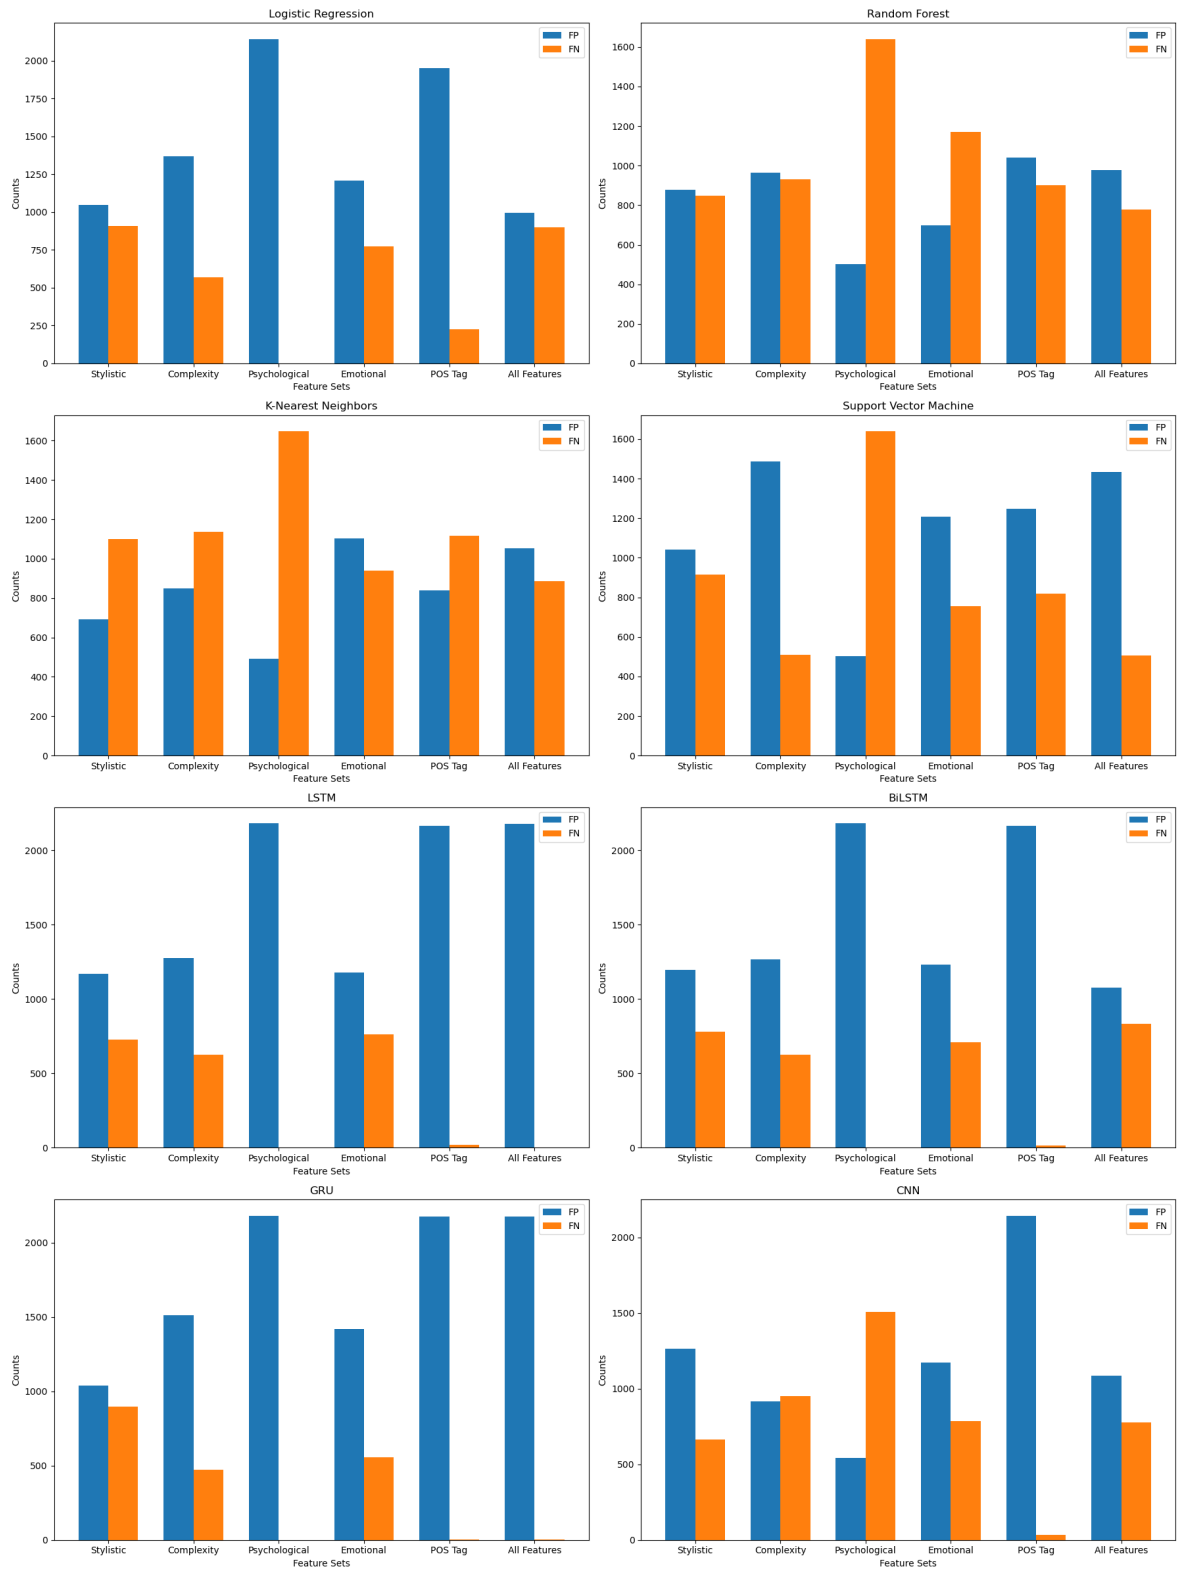 Logistic Regression
FP
FN
2000
1750
1500
1250
1000
750
500
250
0
Counts
Stylistic Complexity Psychological Emotional POS Tag All Features
Feature Sets
Random Forest
FP
FN
1600
1400
1200
1000
800
600
400
200
0
Counts
Stylistic Complexity Psychological Emotional POS Tag All Features
Feature Sets
K-Nearest Neighbors
FP
FN
1600
1400
1200
1000
800
600
400
200
0
Counts
Stylistic Complexity Psychological Emotional POS Tag All Features
Feature Sets
Support Vector Machine
FP
FN
1600
1400
1200
1000
800
600
400
200
0
Counts
Stylistic Complexity Psychological Emotional POS Tag All Features
Feature Sets
LSTM
FP
FN
2000
1500
1000
500
0
Counts
Stylistic Complexity Psychological Emotional POS Tag All Features
Feature Sets
BiLSTM
FP
FN
2000
1500
1000
500
0
Counts
Stylistic Complexity Psychological Emotional POS Tag All Features
Feature Sets
GRU
FP
FN
2000
1500
1000
500
0
Counts
Stylistic Complexity Psychological Emotional POS Tag All Features
Feature Sets
CNN
FP
FN
2000
1500
1000
500
0
Counts
Stylistic Complexity Psychological Emotional POS Tag All Features
Feature Sets